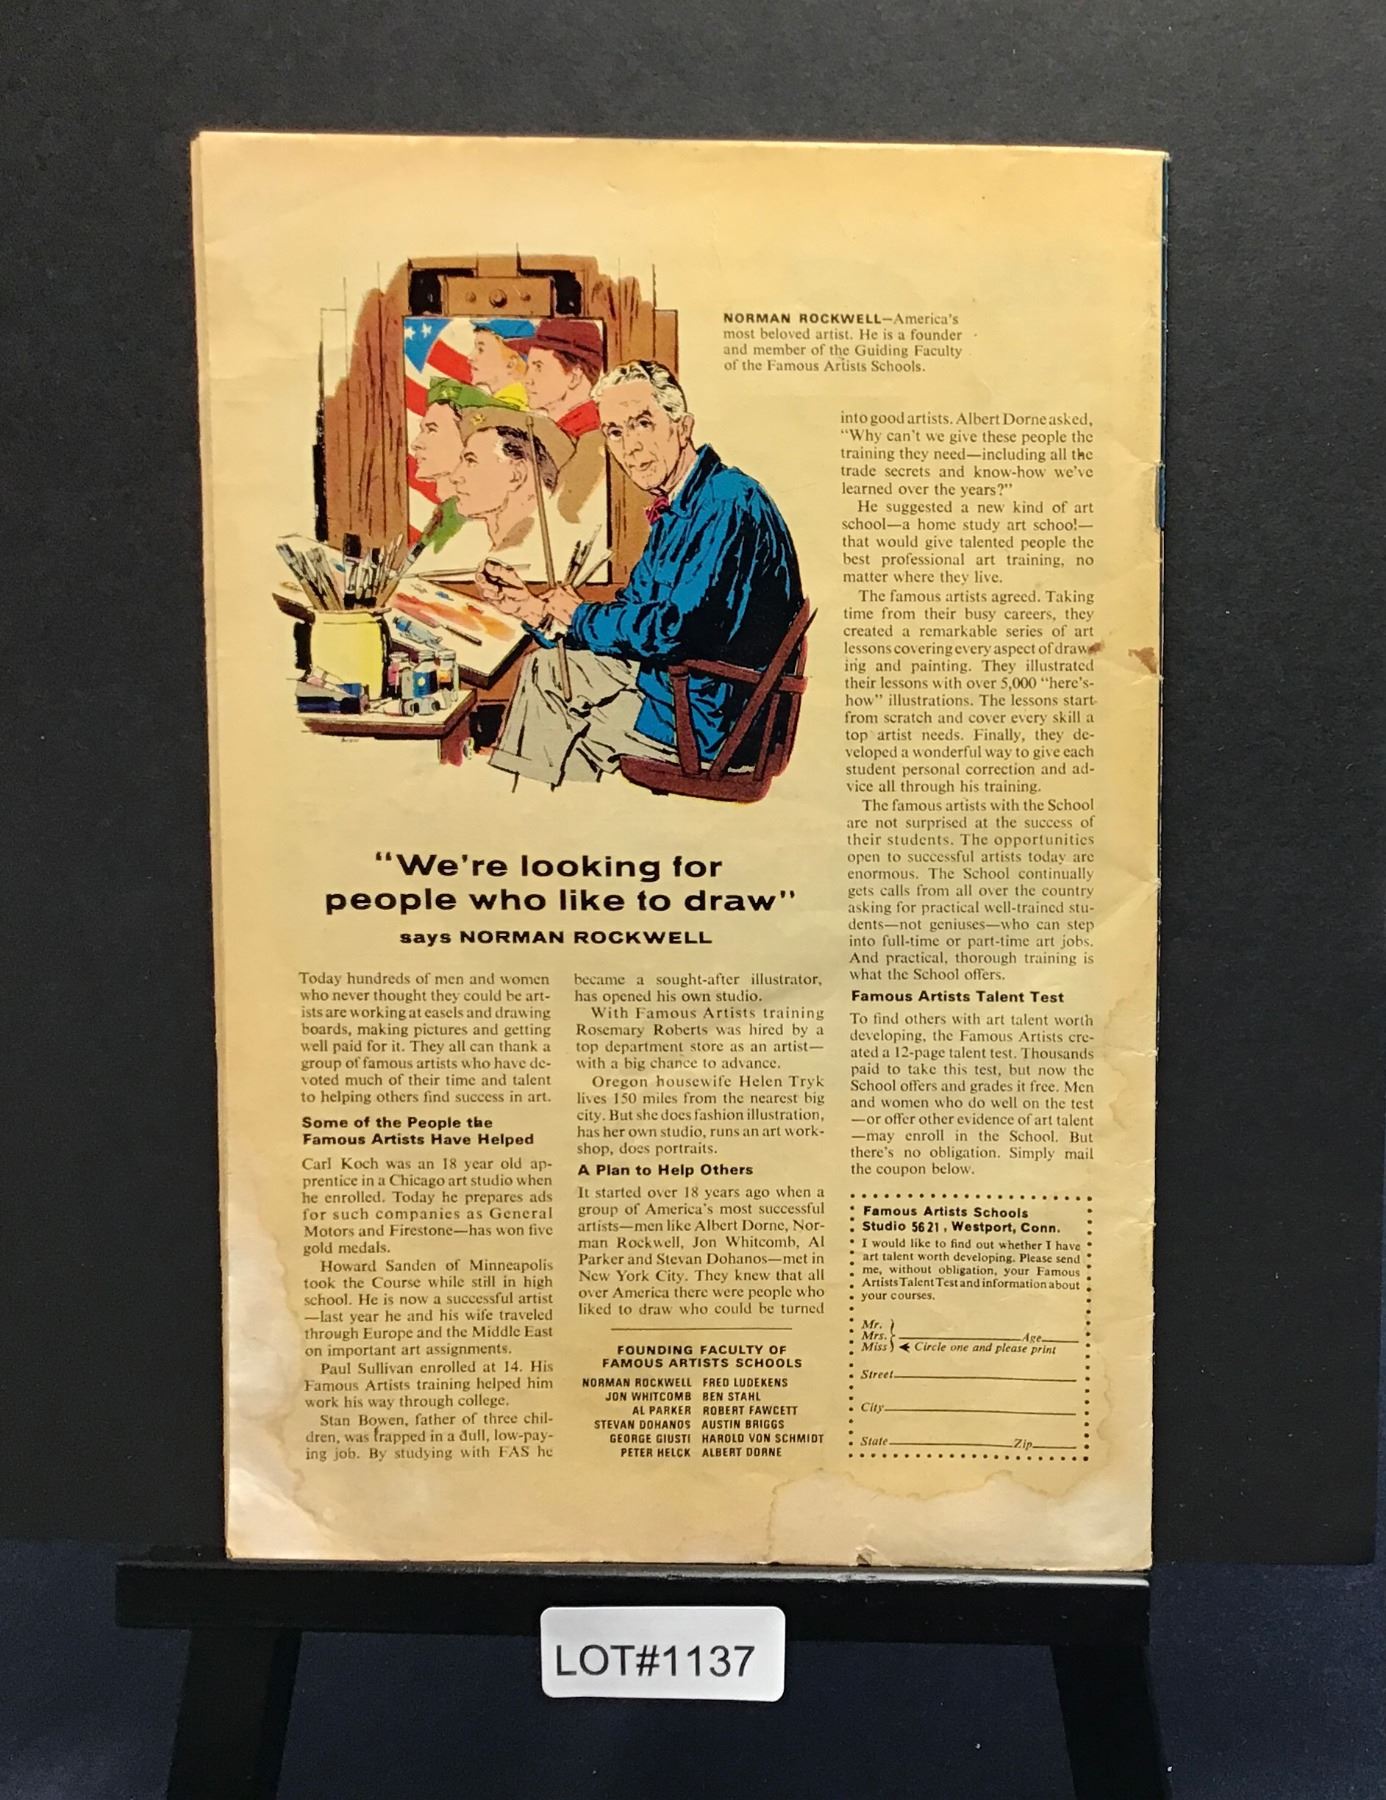 NORMAN ROCKWELL—America's
most beloved artist. He is a founder
and member of the Guiding Faculty
of the Famous Artists Schools.
"We're looking for
people who like to draw"
says NORMAN ROCKWELL
Today hundreds of men and women
who never thought they could be art-
ists are working at easels and drawing
boards, making pictures and getting
well paid for it. They all can thank a
group of famous artists who have de-
voted much of their time and talent
to helping others find success in art.
Some of the People the
Famous Artists Have Helped
Carl Koch was an 18 year old ap-
prentice in a Chicago art studio when
he enrolled. Today he prepares ads
for such companies as General
Motors and Firestone—has won five
gold medals.
Howard Sanden of Minneapolis
took the Course while still in high
school. He is now a successful artist
—last year he and his wife traveled
through Europe and the Middle East
on important art assignments.
Paul Sullivan enrolled at 14. His
Famous Artists training helped him
work his way through college.
Stan Bowen, father of three chil-
dren, was trapped in a dull, low-pay-
ing job. By studying with FAS he
became a sought-after illustrator,
has opened his own studio.
With Famous Artists training
Rosemary Roberts was hired by a
top department store as an artist—
with a big chance to advance.
Oregon housewife Helen Tryk
lives 150 miles from the nearest big
city. But she does fashion illustration,
has her own studio, runs an art work-
shop, does portraits.
A Plan to Help Others
It started over 18 years ago when a
group of America's most successful
artists—men like Albert Dorne, Nor-
man Rockwell, Jon Whitcomb, Al
Parker and Stevan Dohanos—met in
New York City. They knew that all
over America there were people who
liked to draw who could be turned
FOUNDING FACULTY OF
FAMOUS ARTISTS SCHOOLS
NORMAN ROCKWELL FRED LUDEKENS
JON WHITCOMB BEN STAHL
AL PARKER ROBERT FAWCETT
STEVAN DOHANOS AUSTIN BRIGGS
GEORGE GIUSTI HAROLD VON SCHMIDT
PETER HELCK ALBERT DORNE
into good artists. Albert Dorne asked,
"Why can't we give these people the
training they need—including all the
trade secrets and know-how we've
learned over the years?"
He suggested a new kind of art
school—a home study art school—
that would give talented people the
best professional art training, no
matter where they live.
The famous artists agreed. Taking
time from their busy careers, they
created a remarkable series of art
lessons covering every aspect of draw-
ing and painting. They illustrated
their lessons with over 5,000 "here's-
how" illustrations. The lessons start
from scratch and cover every skill a
top artist needs. Finally, they de-
veloped a wonderful way to give each
student personal correction and ad-
vice all through his training.
The famous artists with the School
are not surprised at the success of
their students. The opportunities
open to successful artists today are
enormous. The School continually
gets calls from all over the country
asking for practical well-trained stu-
dents—not geniuses—who can step
into full-time or part-time art jobs.
And practical, thorough training is
what the School offers.
Famous Artists Talent Test
To find others with art talent worth
developing, the Famous Artists cre-
ated a 12-page talent test. Thousands
paid to take this test, but now the
School offers and grades it free. Men
and women who do well on the test
—or offer other evidence of art talent
—may enroll in the School. But
there's no obligation. Simply mail
the coupon below.
Famous Artists Schools
Studio 5621, Westport, Conn.
I would like to find out whether I have
art talent worth developing. Please send
me, without obligation, your Famous
Artists Talent Test and information about
your courses.
Mr.
Mrs. Age
Miss Circle one and please print
Street
City
State Zip
LOT#1137